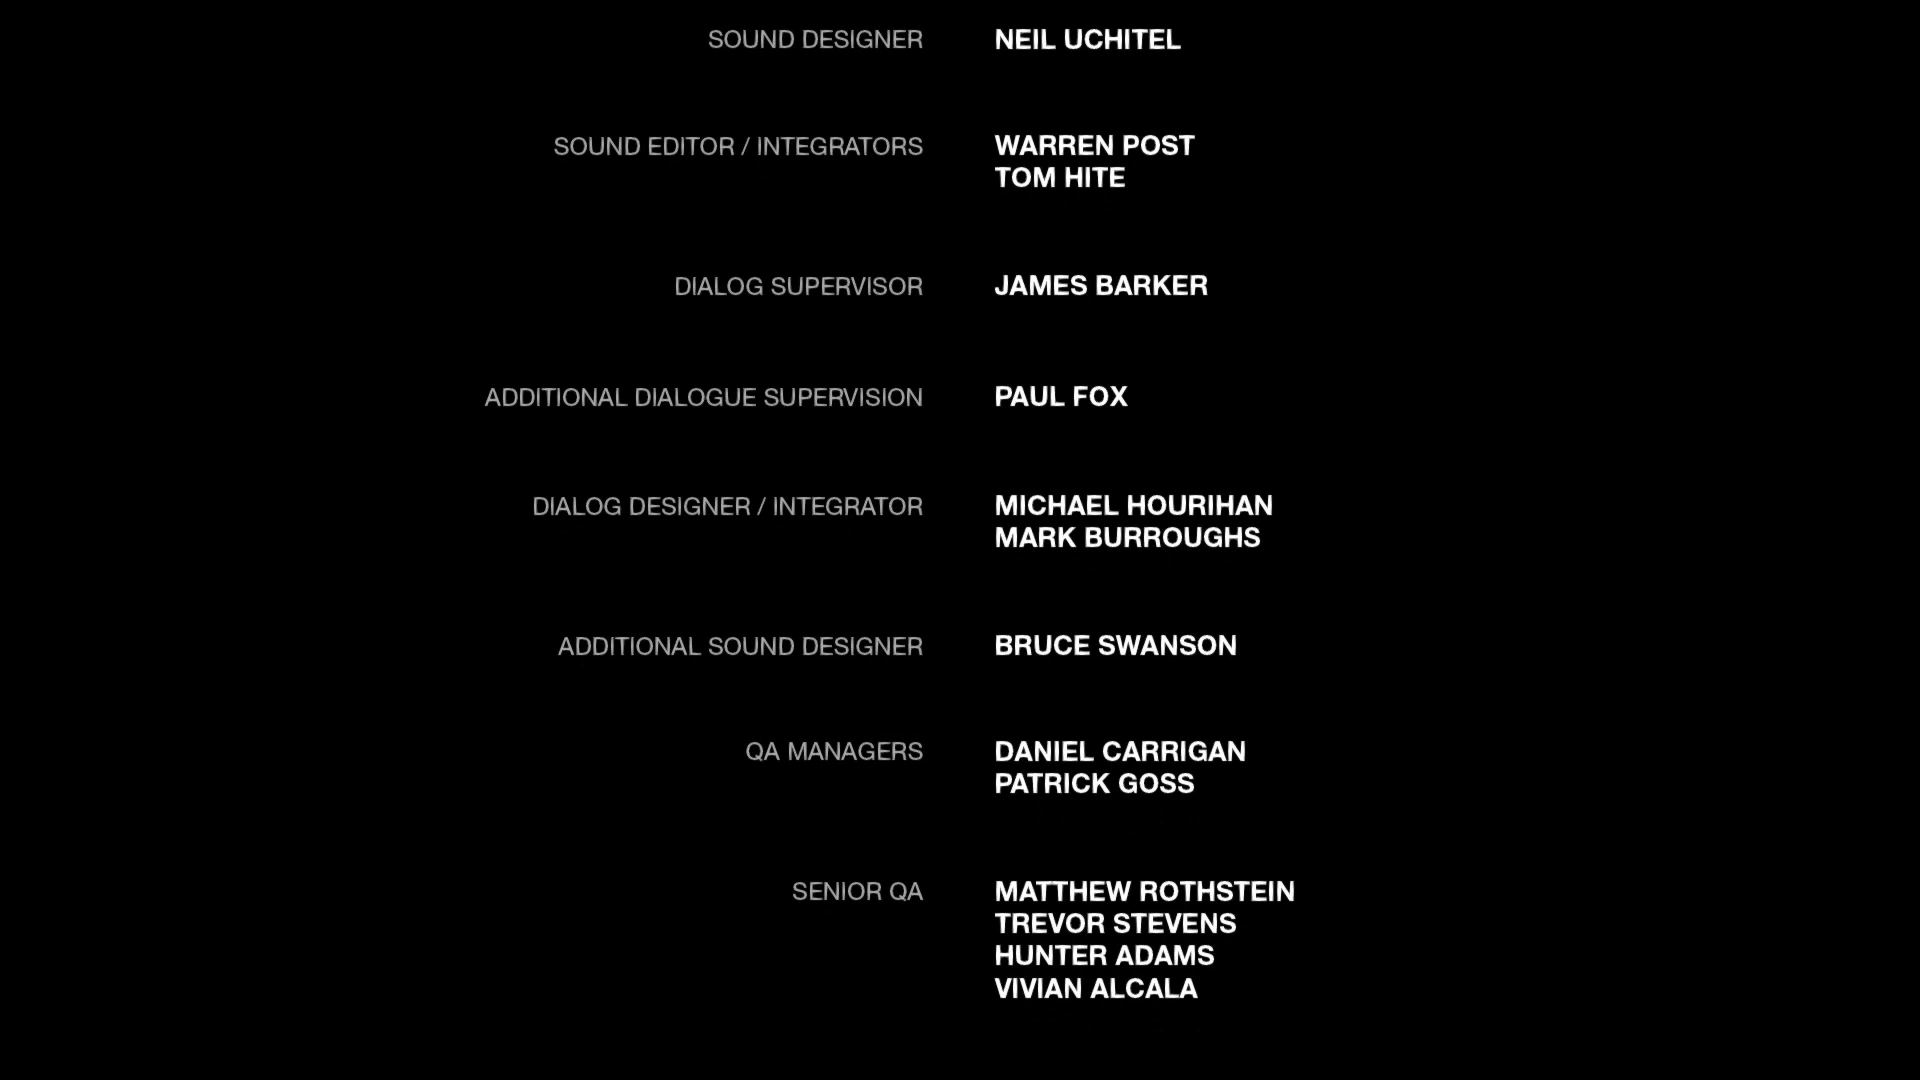 SOUND DESIGNER NEIL UCHITEL
SOUND EDITOR / INTEGRATORS WARREN POST
TOM HITE
DIALOG SUPERVISOR JAMES BARKER
ADDITIONAL DIALOGUE SUPERVISION PAUL FOX
DIALOG DESIGNER / INTEGRATOR MICHAEL HOURIHAN
MARK BURROUGHS
ADDITIONAL SOUND DESIGNER BRUCE SWANSON
QA MANAGERS DANIEL CARRIGAN
PATRICK GOSS
SENIOR QA MATTHEW ROTHSTEIN
TREVOR STEVENS
HUNTER ADAMS
VIVIAN ALCALA